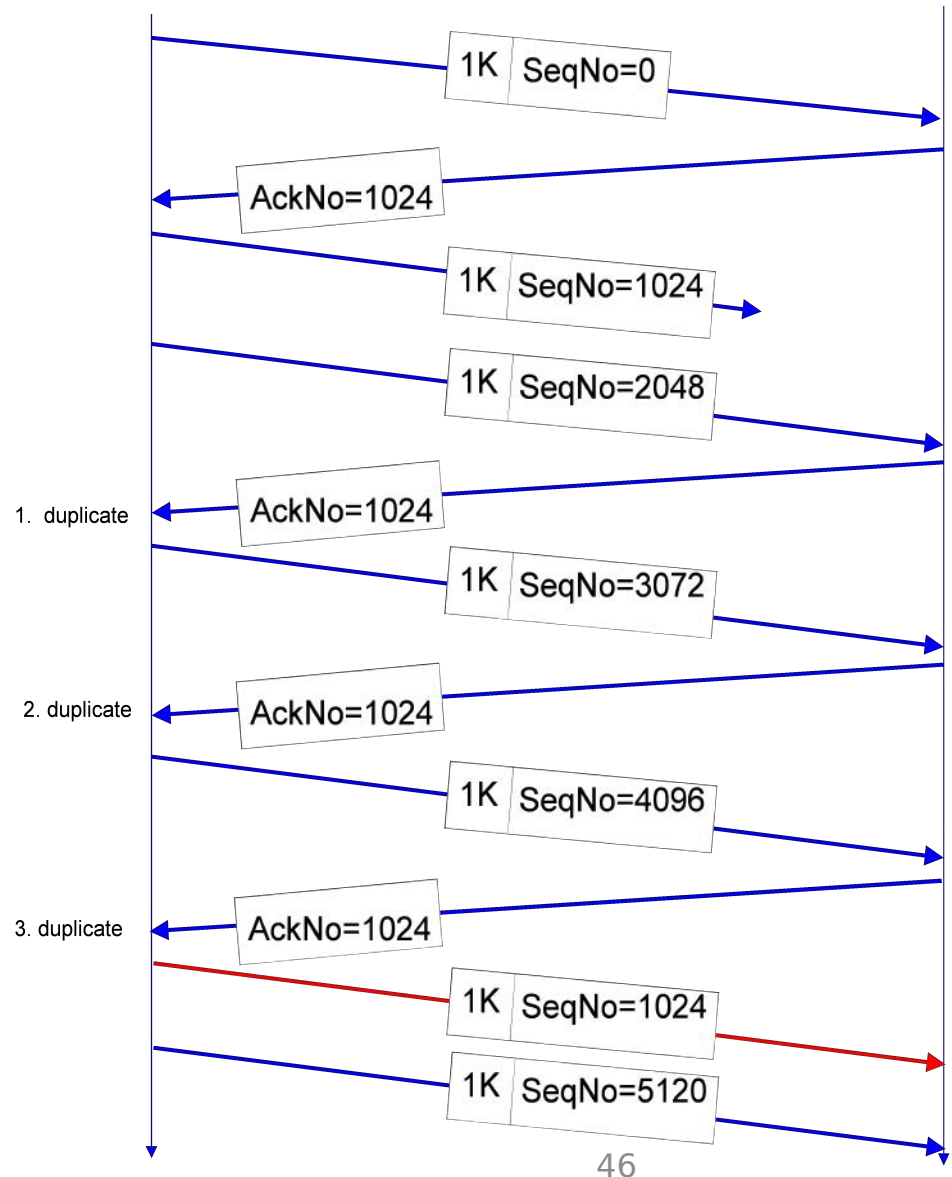 1K SeqNo=0
AckNo=1024
1K SeqNo=1024
1K SeqNo=2048
AckNo=1024
1. duplicate
1K SeqNo=3072
AckNo=1024
2. duplicate
1K SeqNo=4096
AckNo=1024
3. duplicate
1K SeqNo=1024
1K SeqNo=5120
46